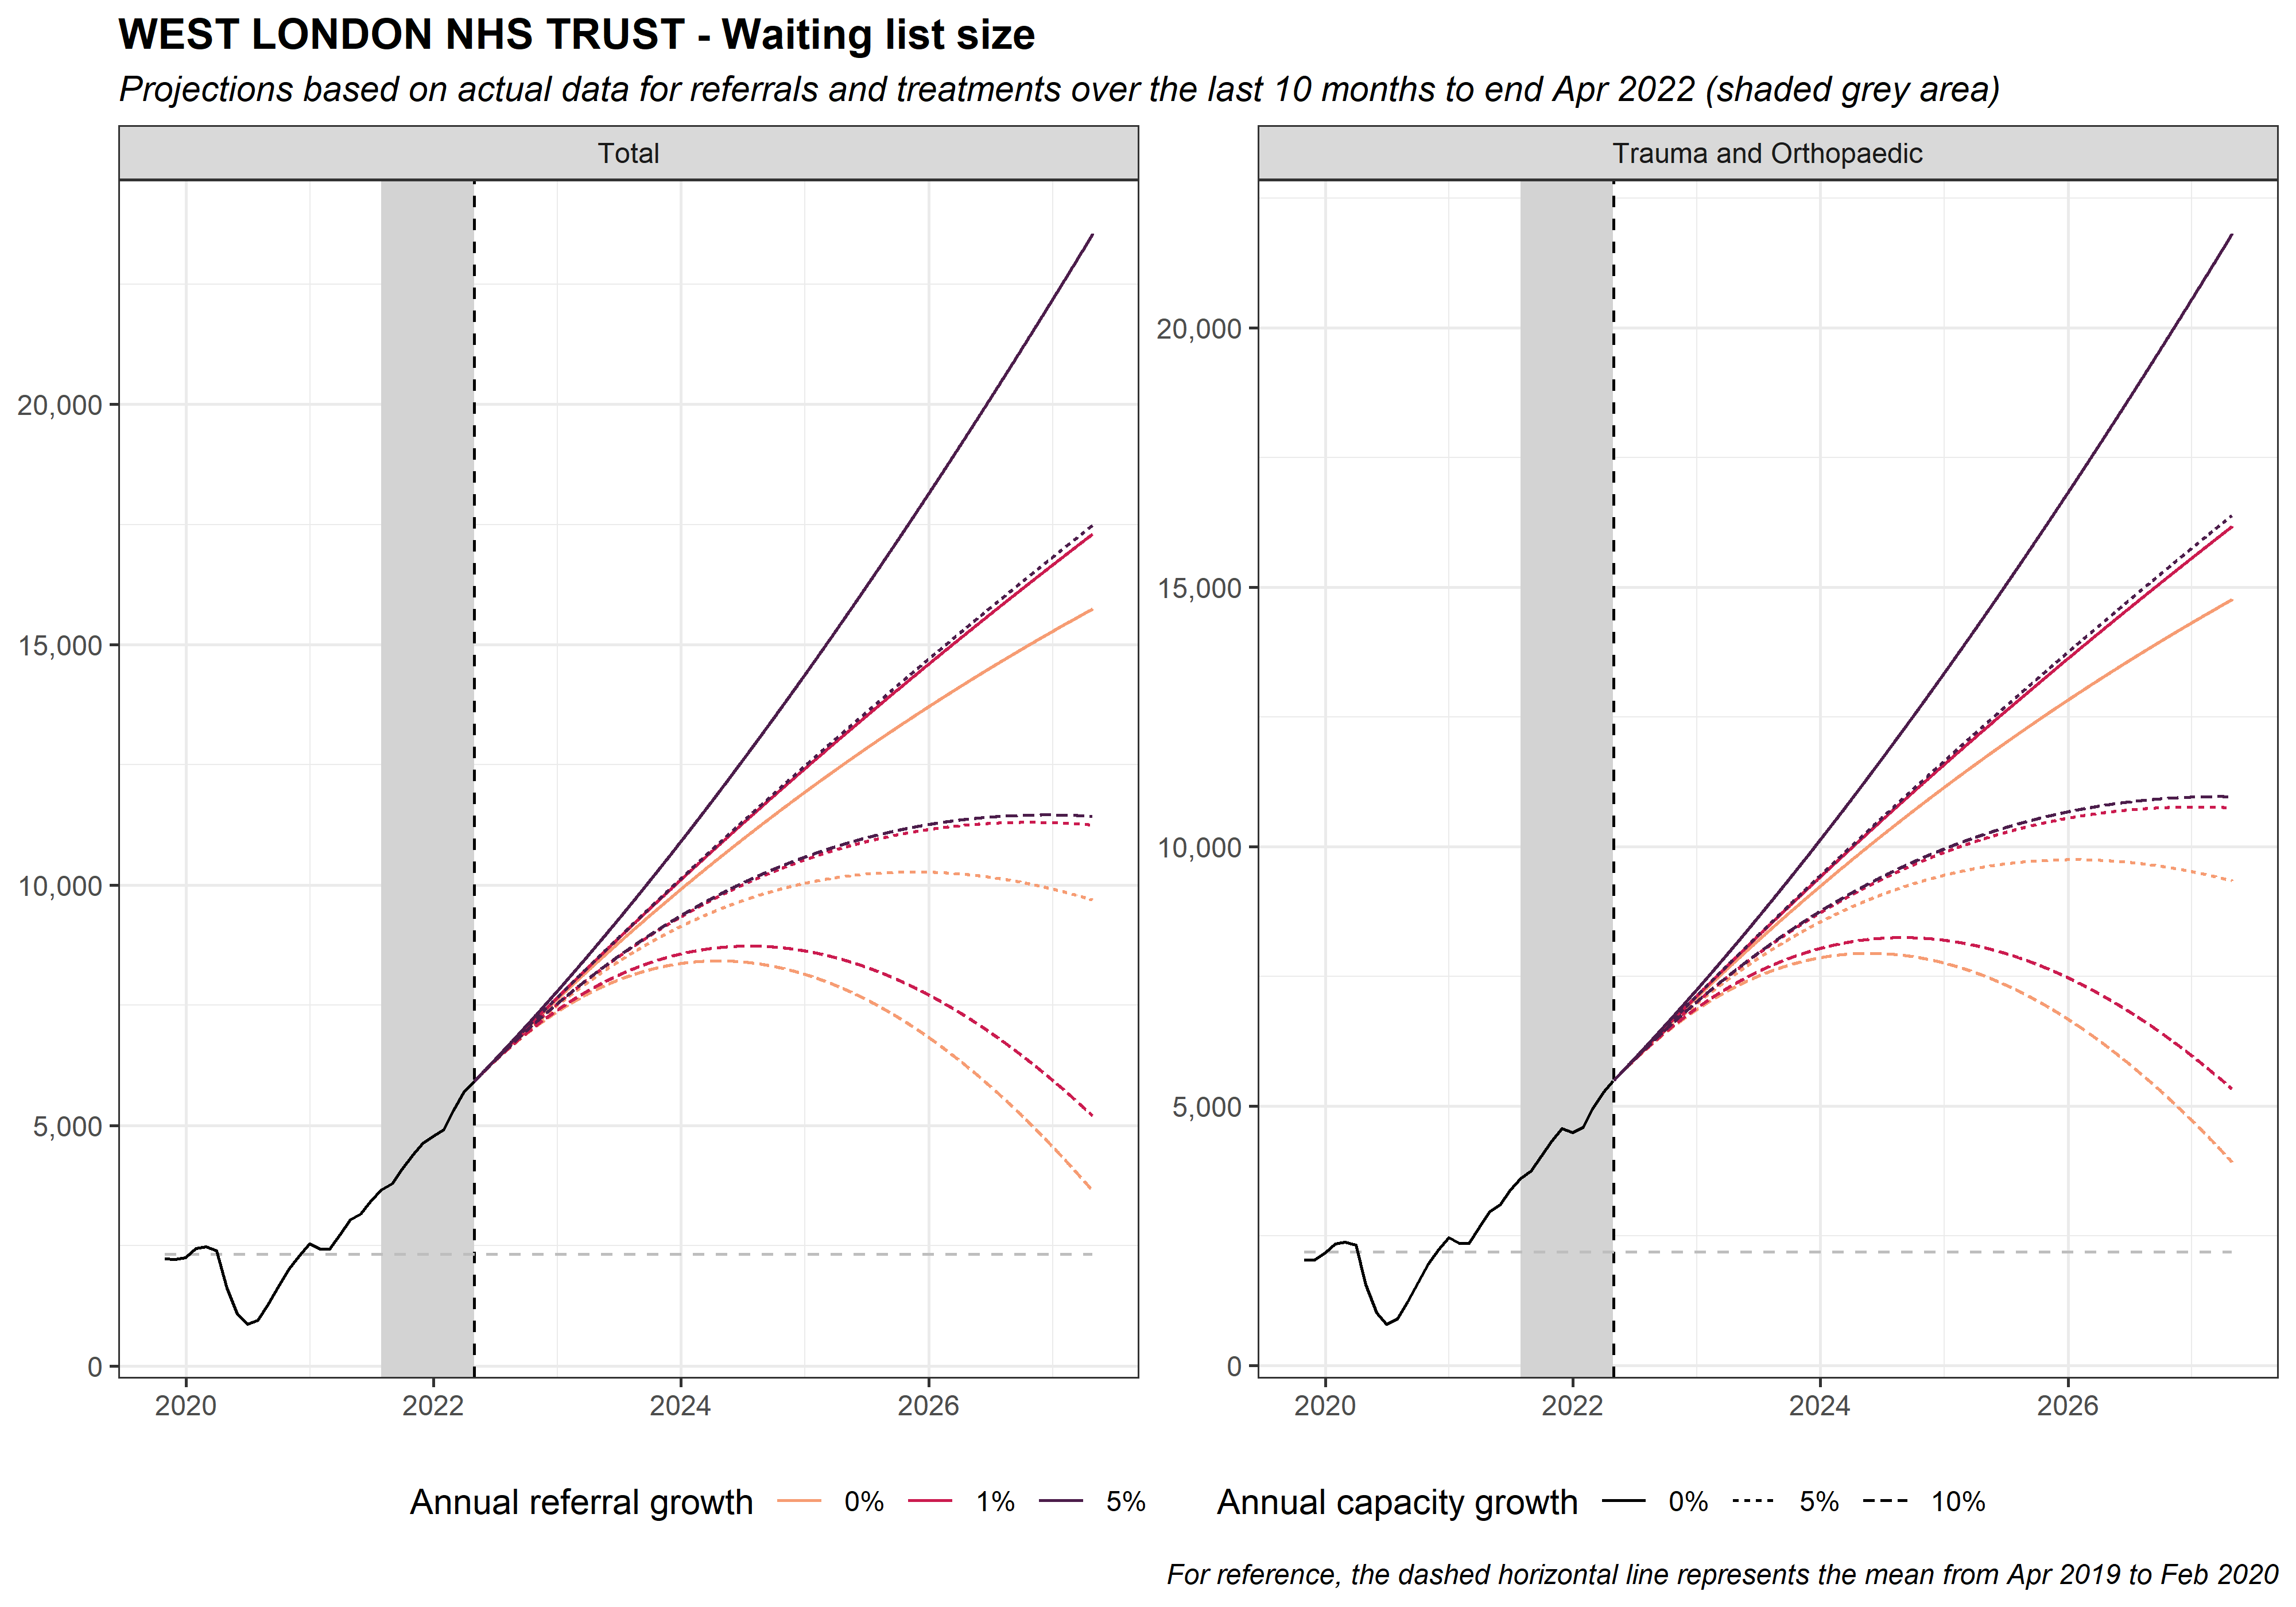 WEST LONDON NHS TRUST - Waiting list size
Projections based on actual data for referrals and treatments over the last 10 months to end Apr 2022 (shaded grey area)
Total
20,000
15,000
10,000
5,000
0
2020 2022 2024 2026
Trauma and Orthopaedic
20,000
15,000
10,000
5,000
0
2020 2022 2024 2026
Annual referral growth 0% 1% 5%
Annual capacity growth 0% 5% 10%
For reference, the dashed horizontal line represents the mean from Apr 2019 to Feb 2020